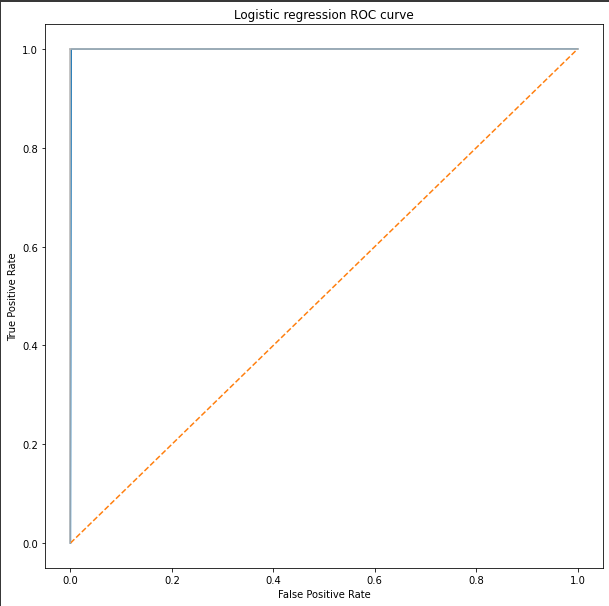 Logistic regression ROC curve
1.0
0.8
0.6
0.4
0.2
0.0
True Positive Rate
0.0 0.2 0.4 0.6 0.8 1.0
False Positive Rate